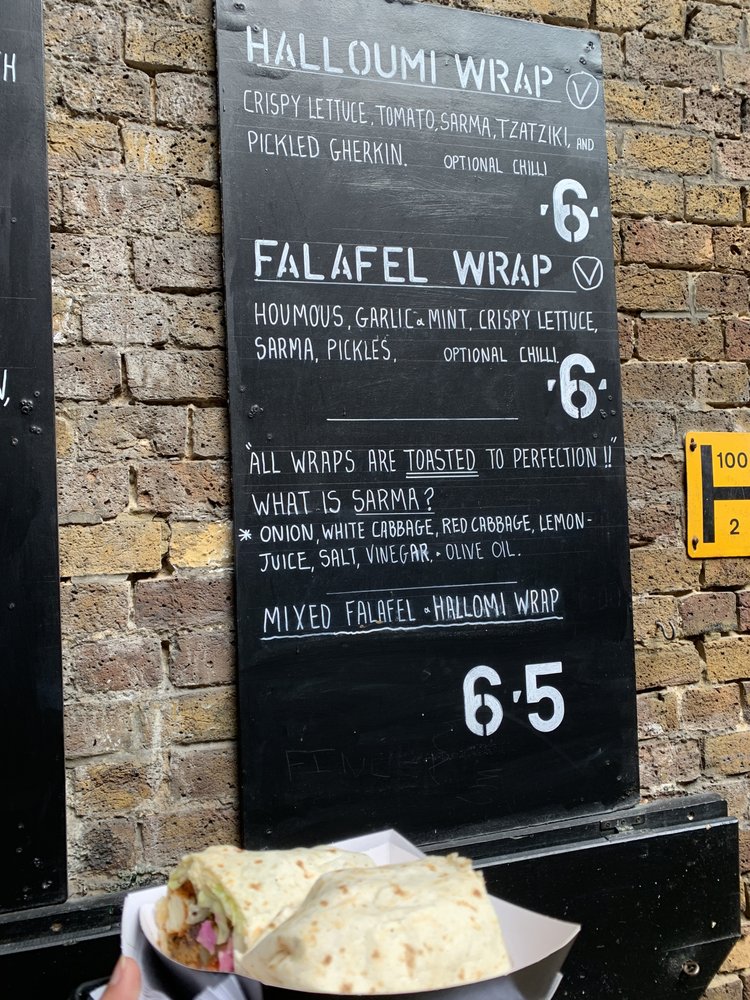 H
HALLOUMI WRAP V
CRISPY LETTUCE, TOMATO, SARMA, TZATZIKI, AND
PICKLED GHERKIN. OPTIONAL CHILLI
-6-
FALAFEL WRAP V
HOUMOUS, GARLIC & MINT, CRISPY LETTUCE,
SARMA, PICKLES, OPTIONAL CHILLI.
-6-
"ALL WRAPS ARE TOASTED TO PERFECTION!!"
WHAT IS SARMA?
* ONION, WHITE CABBAGE, RED CABBAGE, LEMON-
JUICE, SALT, VINEGAR, & OLIVE OIL.
MIXED FALAFEL & HALLOMI WRAP
6.5
H 100
2